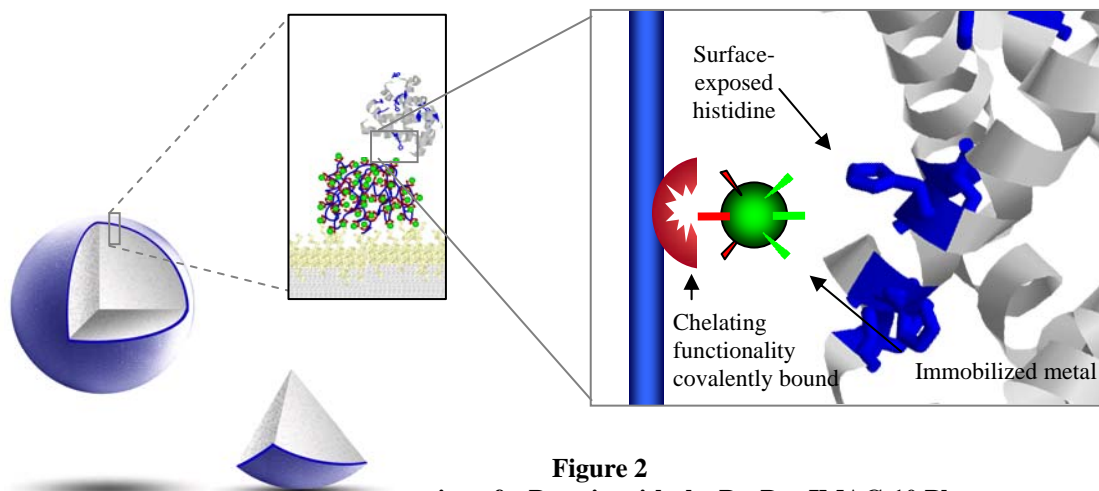 Surface-
exposed
histidine
Chelating
functionality
covalently bound
Immobilized metal
Figure 2